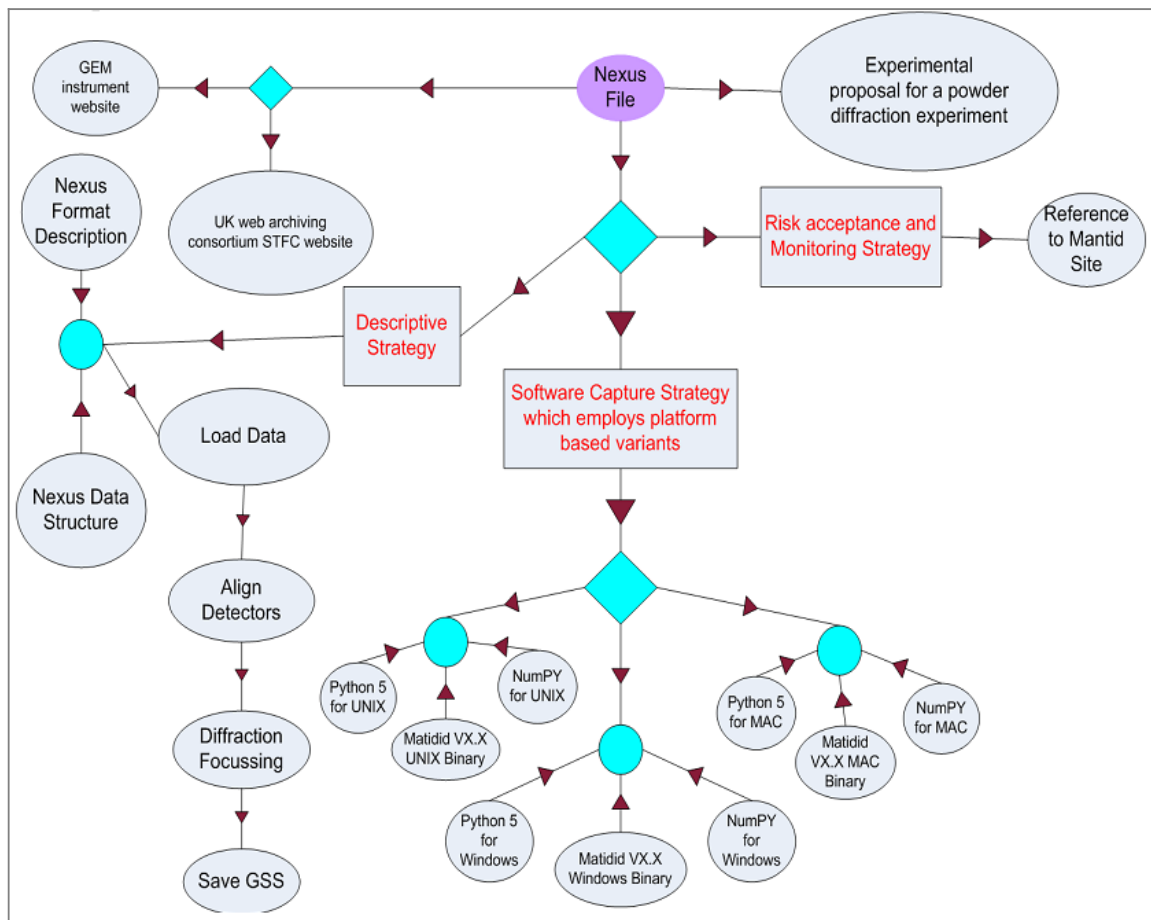 GEM
instrument
website
Nexus
File
Experimental
proposal for a powder
diffraction experiment
Nexus
Format
Description
UK web archiving
consortium STFC website
Risk acceptance and
Monitoring Strategy
Reference
to Mantid
Site
Descriptive
Strategy
Software Capture Strategy
which employs platform
based variants
Load Data
Nexus Data
Structure
Align
Detectors
Diffraction
Focussing
Save GSS
Python 5
for UNIX
Matidid VX.X
UNIX Binary
NumPY
for UNIX
Python 5
for Windows
Matidid VX.X
Windows Binary
NumPY
for
Windows
Python 5
for MAC
Matidid
VX.X MAC
Binary
NumPY
for MAC